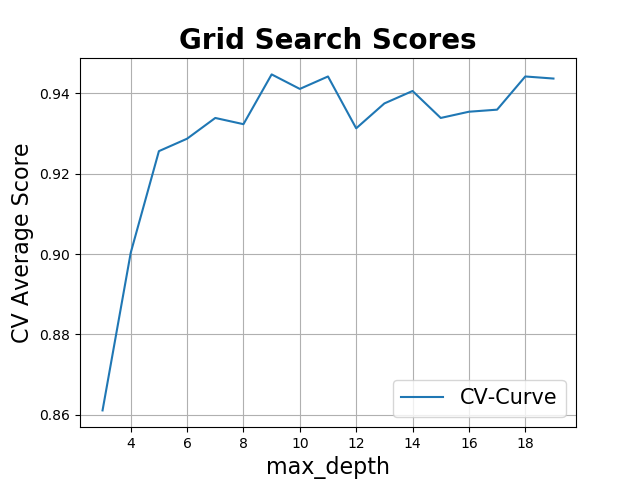 Grid Search Scores
CV Average Score
0.94
0.92
0.90
0.88
0.86
CV-Curve
4 6 8 10 12 14 16 18
max_depth